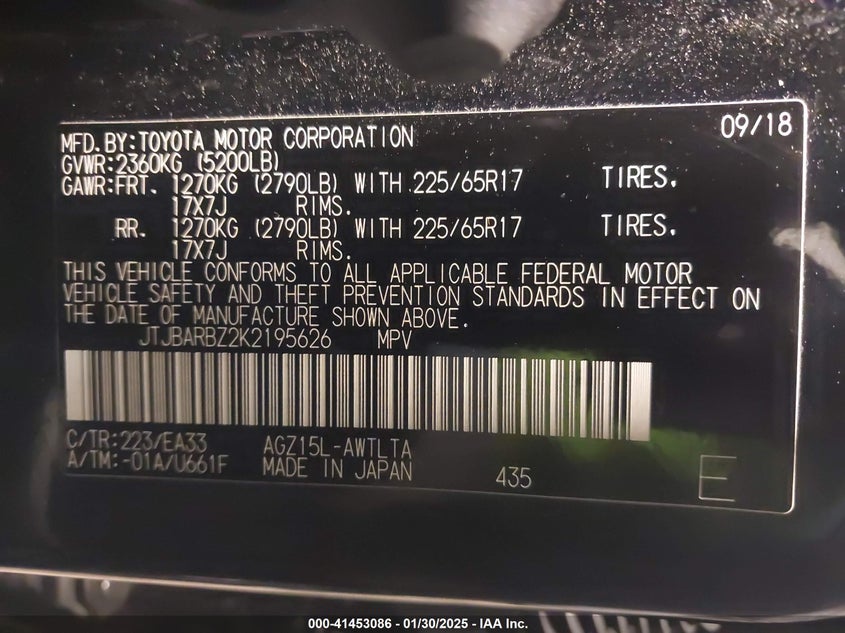 09/18
MFD.BY:TOYOTA MOTOR CORPORATION
GVWR:2360KG (5200LB)
GAWR:FRT. 1270KG (2790LB) WITH 225/65R17 TIRES.
17X7J RIMS.
RR. 1270KG (2790LB) WITH 225/65R17 TIRES.
17X7J RIMS.
THIS VEHICLE CONFORMS TO ALL APPLICABLE FEDERAL MOTOR
VEHICLE SAFETY AND THEFT PREVENTION STANDARDS IN EFFECT ON
THE DATE OF MANUFACTURE SHOWN ABOVE.
JTJBARBZ2K2195626 MPV
C/TR:223/EA33 AGZ15L-AWTLTA
A/TM:-01A/U661F MADE IN JAPAN 435 E
000-41453086 - 01/30/2025 - IAA Inc.